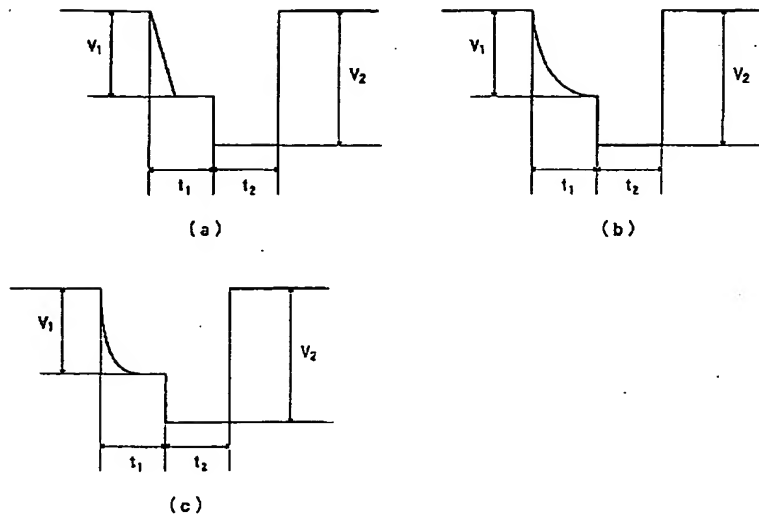 V₁
V₂
t₁ t₂
(a)
V₁
V₂
t₁ t₂
(b)
V₁
V₂
t₁ t₂
(c)